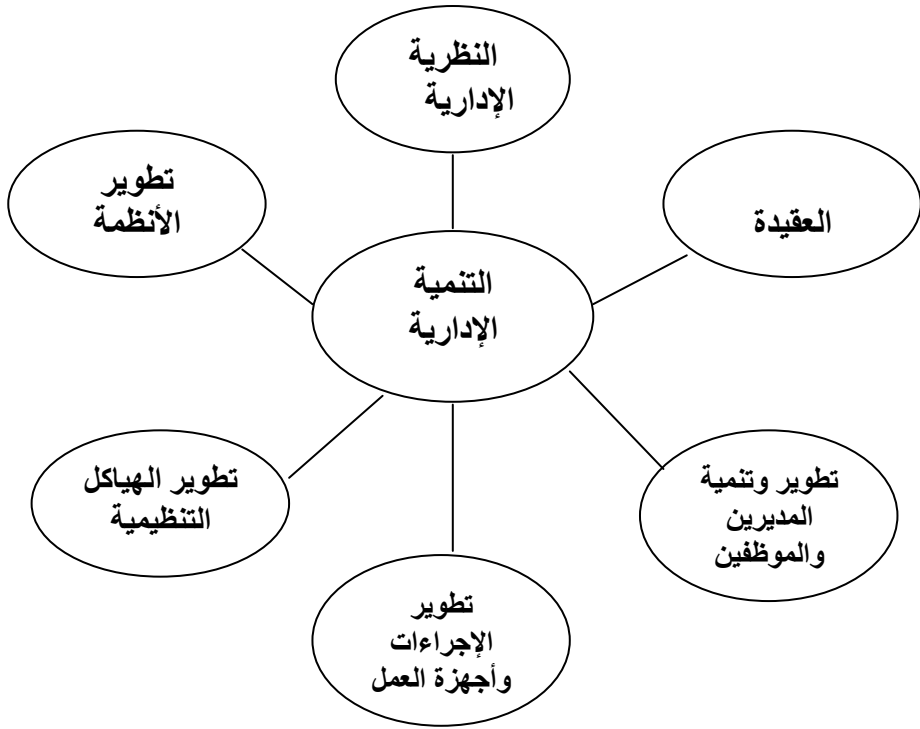 النظرية
الإدارية
العقيدة
تطوير
الأنظمة
التنمية
الإدارية
تطوير وتنمية
المديرين
والموظفين
تطوير الهياكل
التنظيمية
تطوير
الإجراءات
وأجهزة العمل